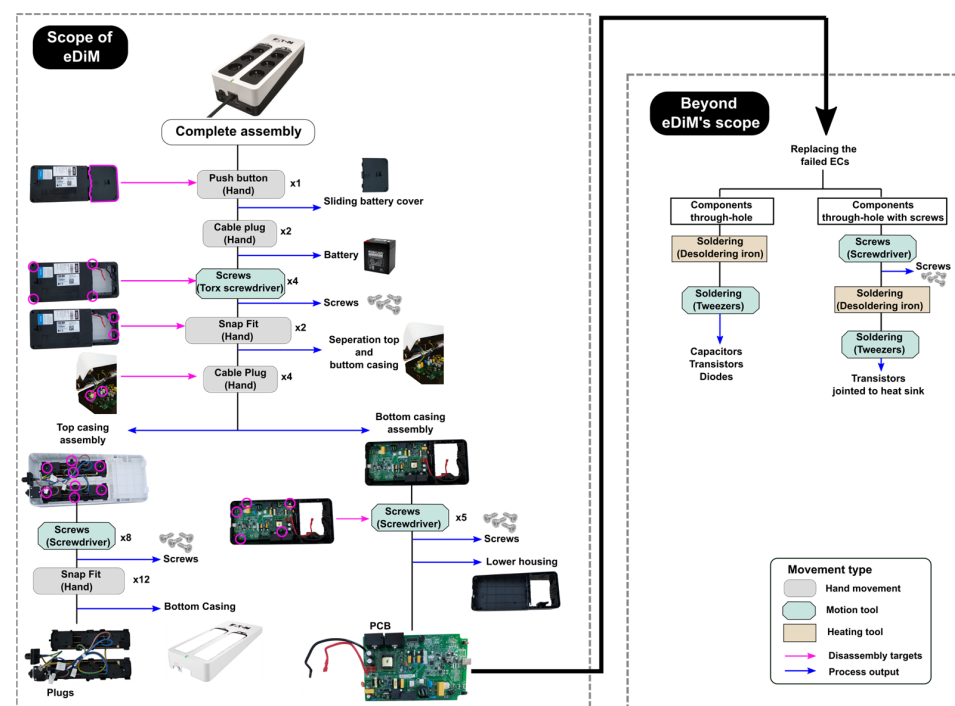 Scope of
eDiM
E·T·N
Complete assembly
Push button
(Hand)
x1
Sliding battery cover
Cable plug
(Hand)
x2
Battery
Screws
(Torx screwdriver)
x4
Screws
Snap Fit
(Hand)
x2
Seperation top
and
buttom casing
Cable Plug
(Hand)
x4
Top casing
assembly
Bottom casing
assembly
Screws
(Screwdriver)
x8
Screws
Snap Fit
(Hand)
x12
Bottom Casing
Plugs
Screws
(Screwdriver)
x5
Screws
Lower housing
PCB
Beyond
eDiM's scope
Replacing the
failed ECs
Components
through-hole
Soldering
(Desoldering iron)
Soldering
(Tweezers)
Capacitors
Transistors
Diodes
Components
through-hole with screws
Screws
(Screwdriver)
Screws
Soldering
(Desoldering iron)
Soldering
(Tweezers)
Transistors
jointed to heat sink
Movement type
Hand movement
Motion tool
Heating tool
Disassembly targets
Process output